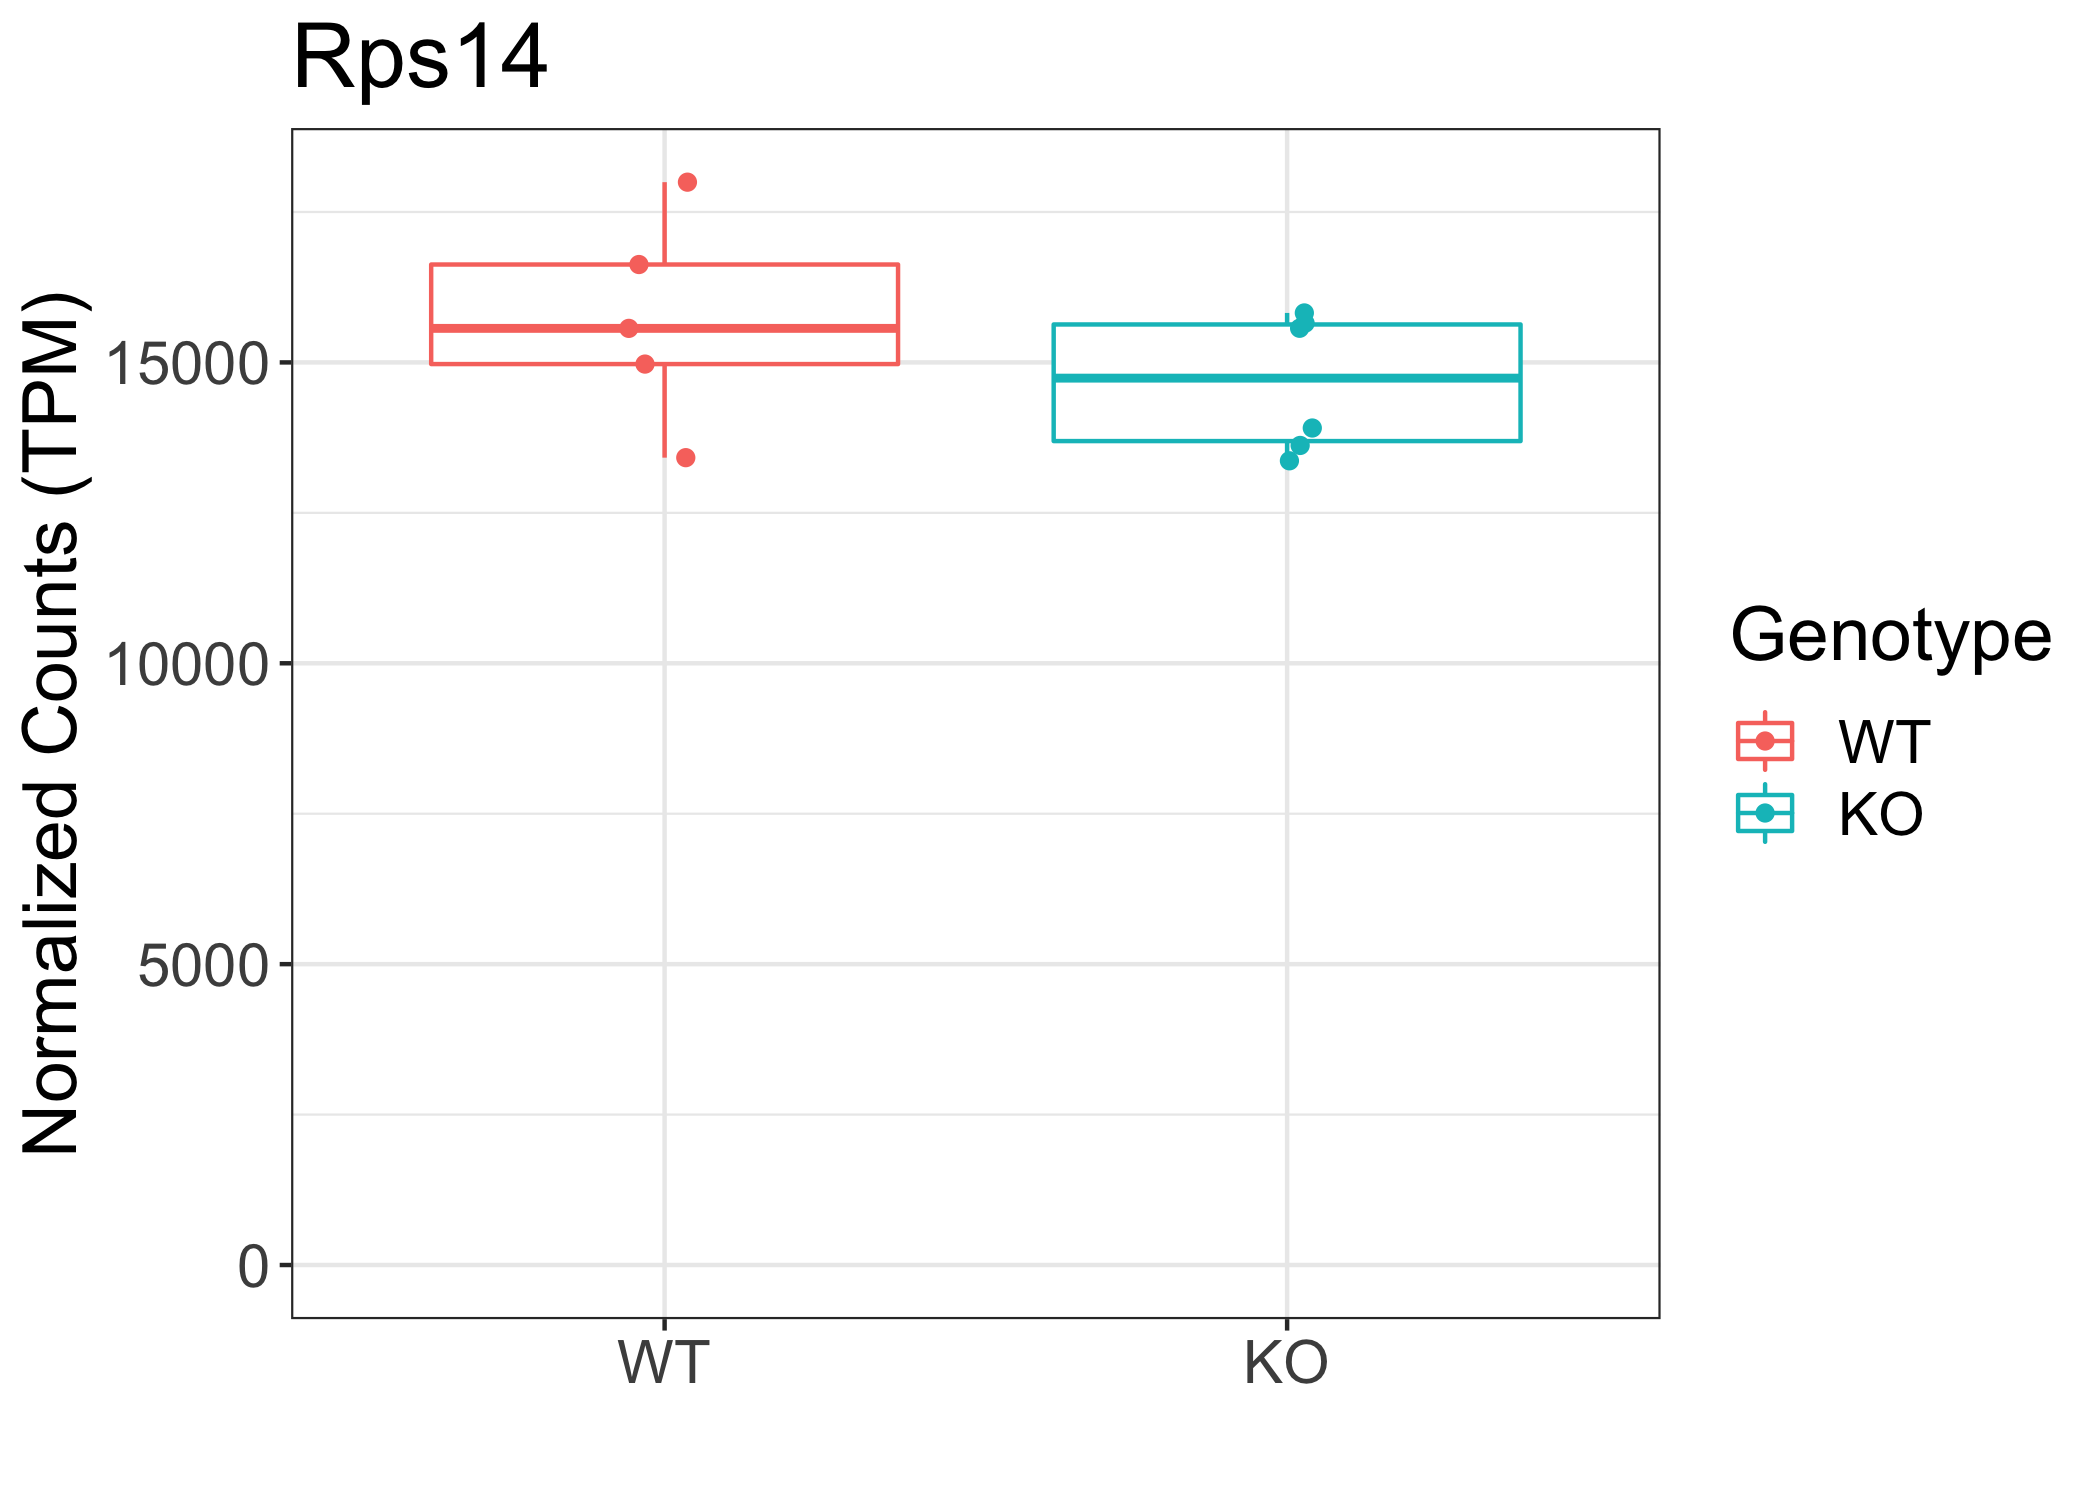 Rps14
Normalized Counts (TPM)
15000
10000
5000
0
WT
KO
Genotype
WT
KO